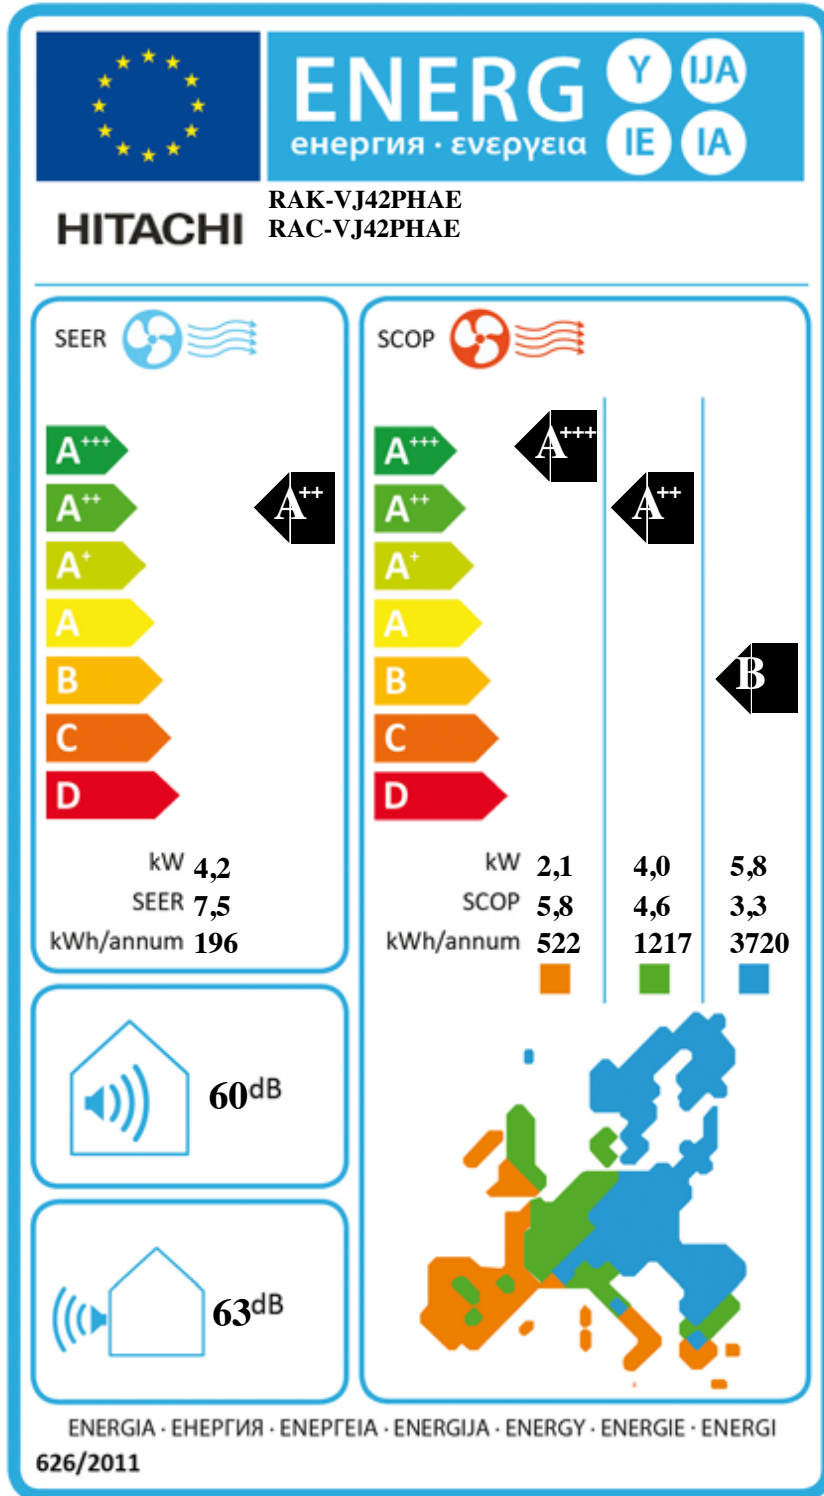 ENERG Y IJA
енергия · ενεργεια IE IA
HITACHI
RAK-VJ42PHAE
RAC-VJ42PHAE
SEER
A+++
A++
A+
A
B
C
D
A++
kW 4,2
SEER 7,5
kWh/annum 196
SCOP
A+++
A++
A+
A
B
C
D
A+++
A++
B
kW 2,1 4,0 5,8
SCOP 5,8 4,6 3,3
kWh/annum 522 1217 3720
60dB
63dB
ENERGIA · ЕНЕРГИЯ · ΕΝΕΡΓΕΙΑ · ENERGIJA · ENERGY · ENERGIE · ENERGI
626/2011